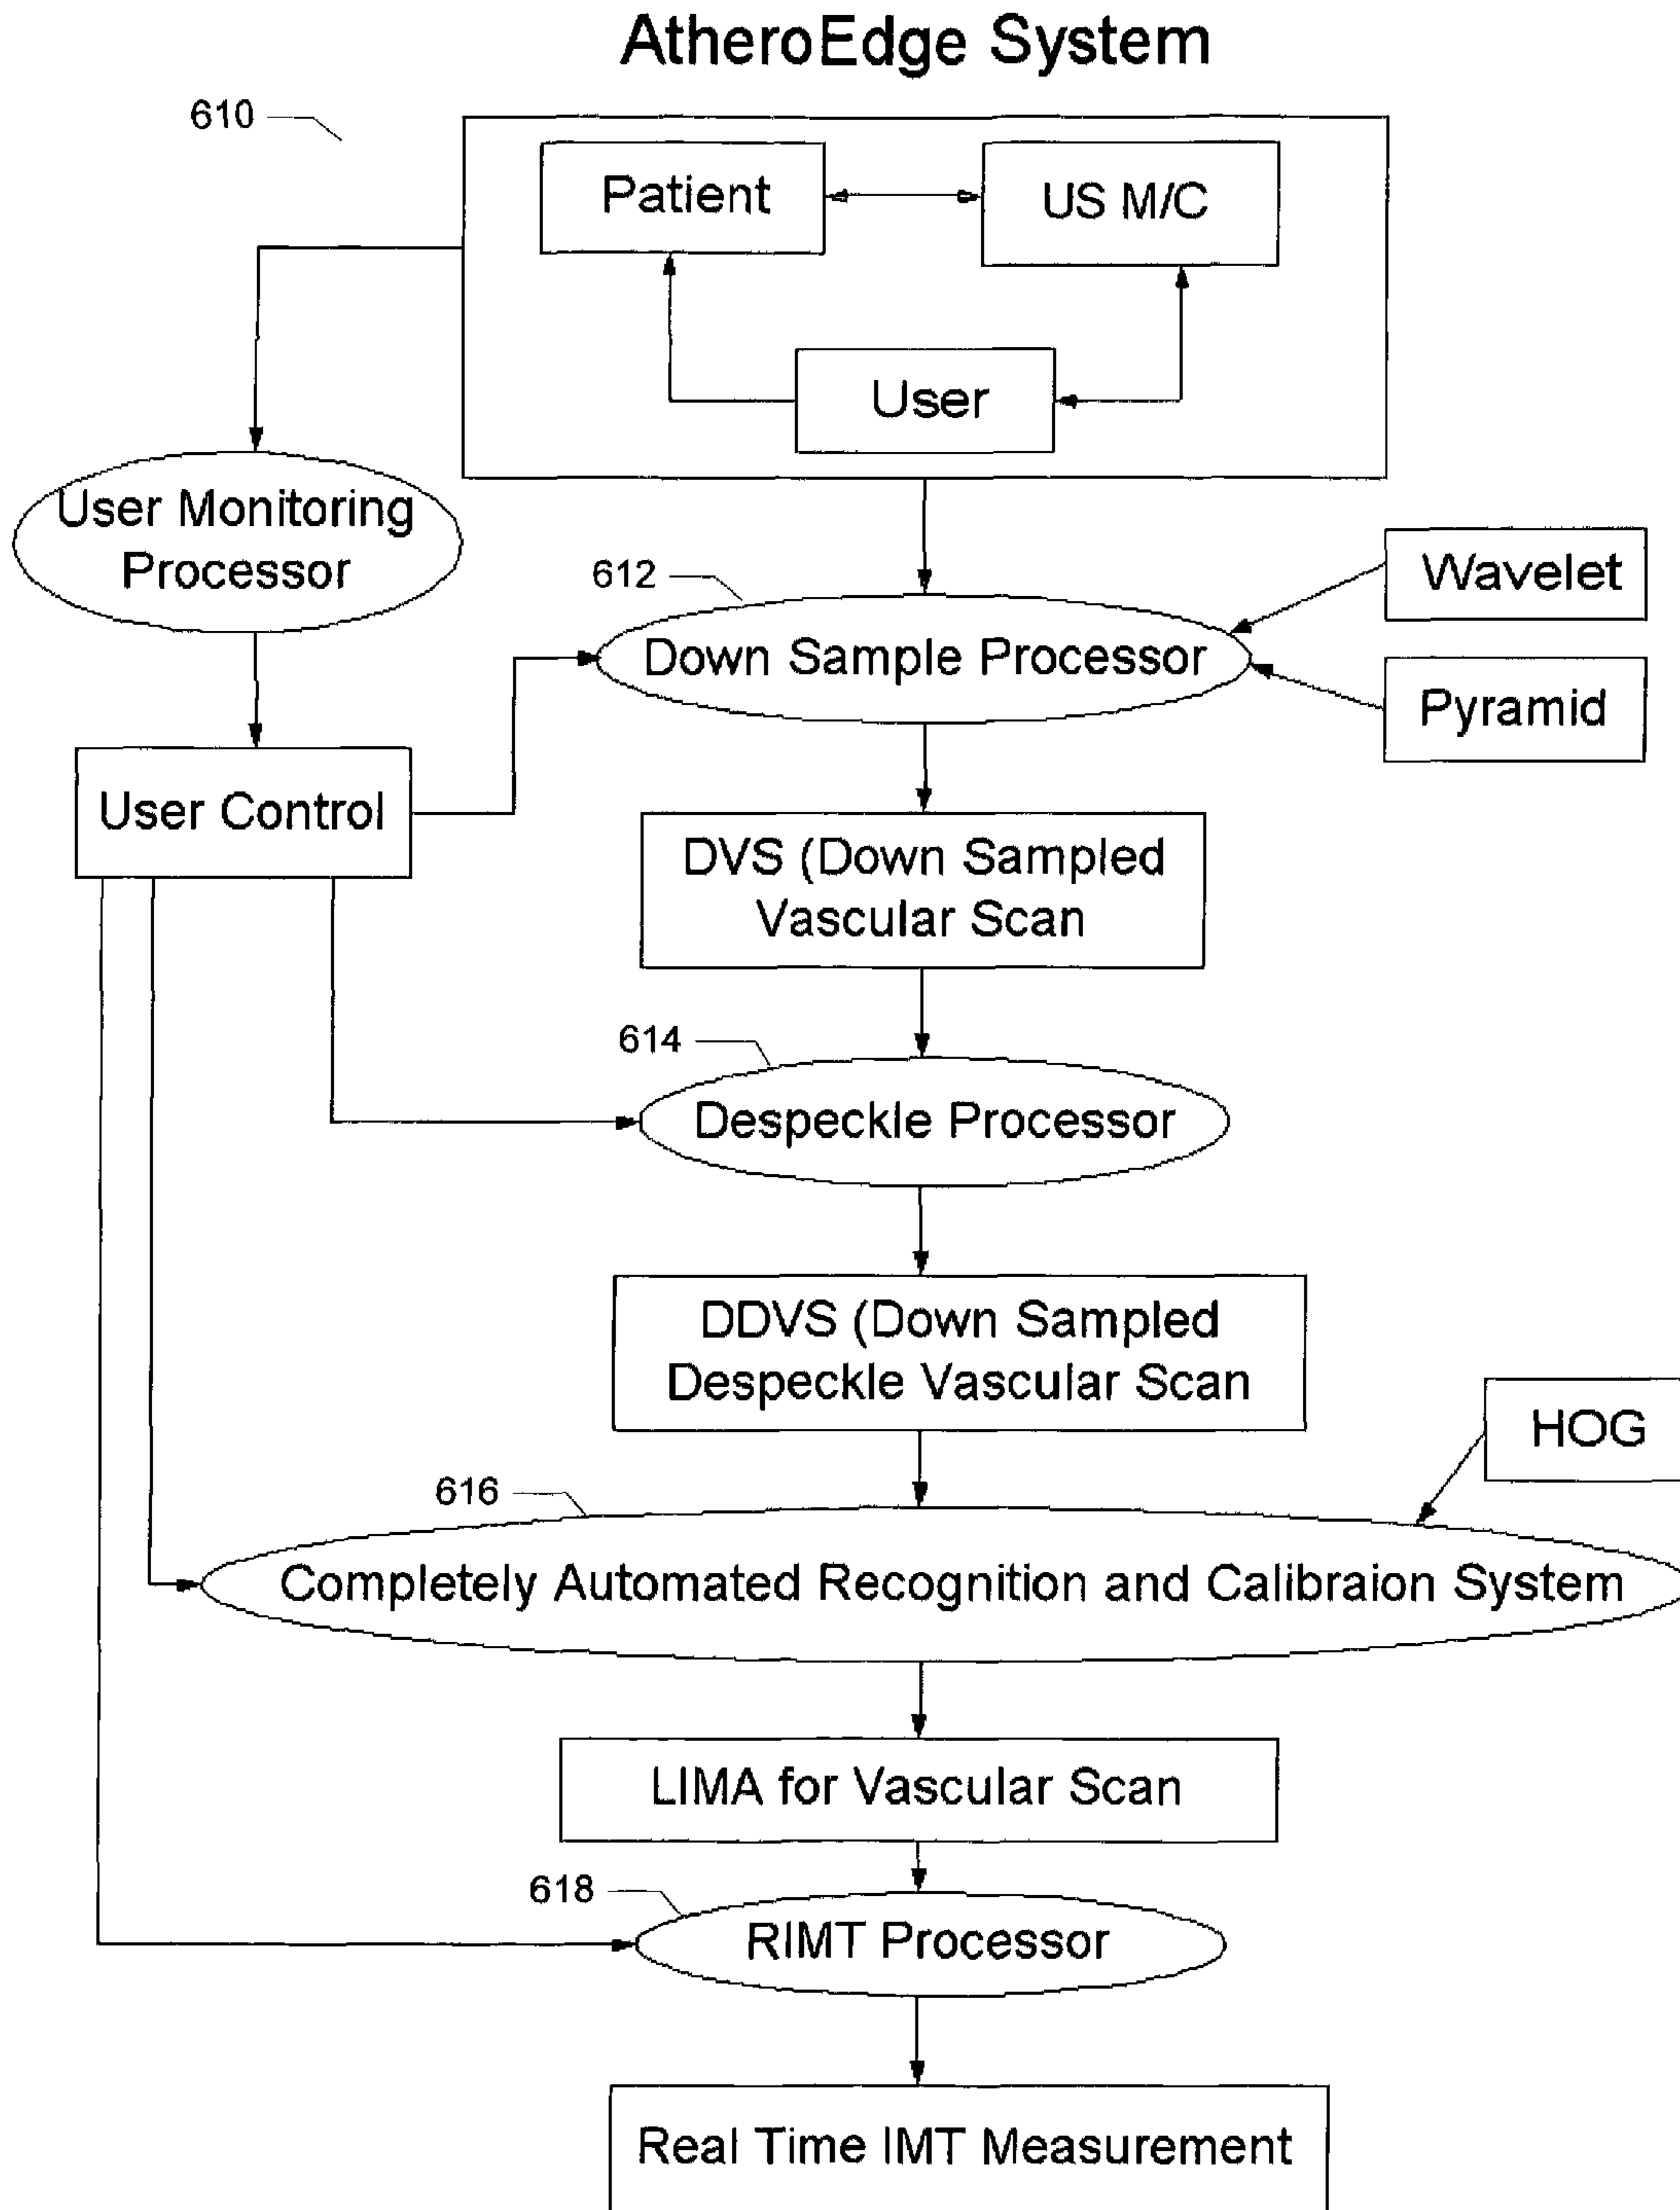 AtheroEdge System
610
Patient
US M/C
User
User Monitoring
Processor
612
Down Sample Processor
Wavelet
Pyramid
User Control
DVS (Down Sampled
Vascular Scan
614
Despeckle Processor
DDVS (Down Sampled
Despeckle Vascular Scan
HOG
616
Completely Automated Recognition and Calibraion System
LIMA for Vascular Scan
618
RIMT Processor
Real Time IMT Measurement